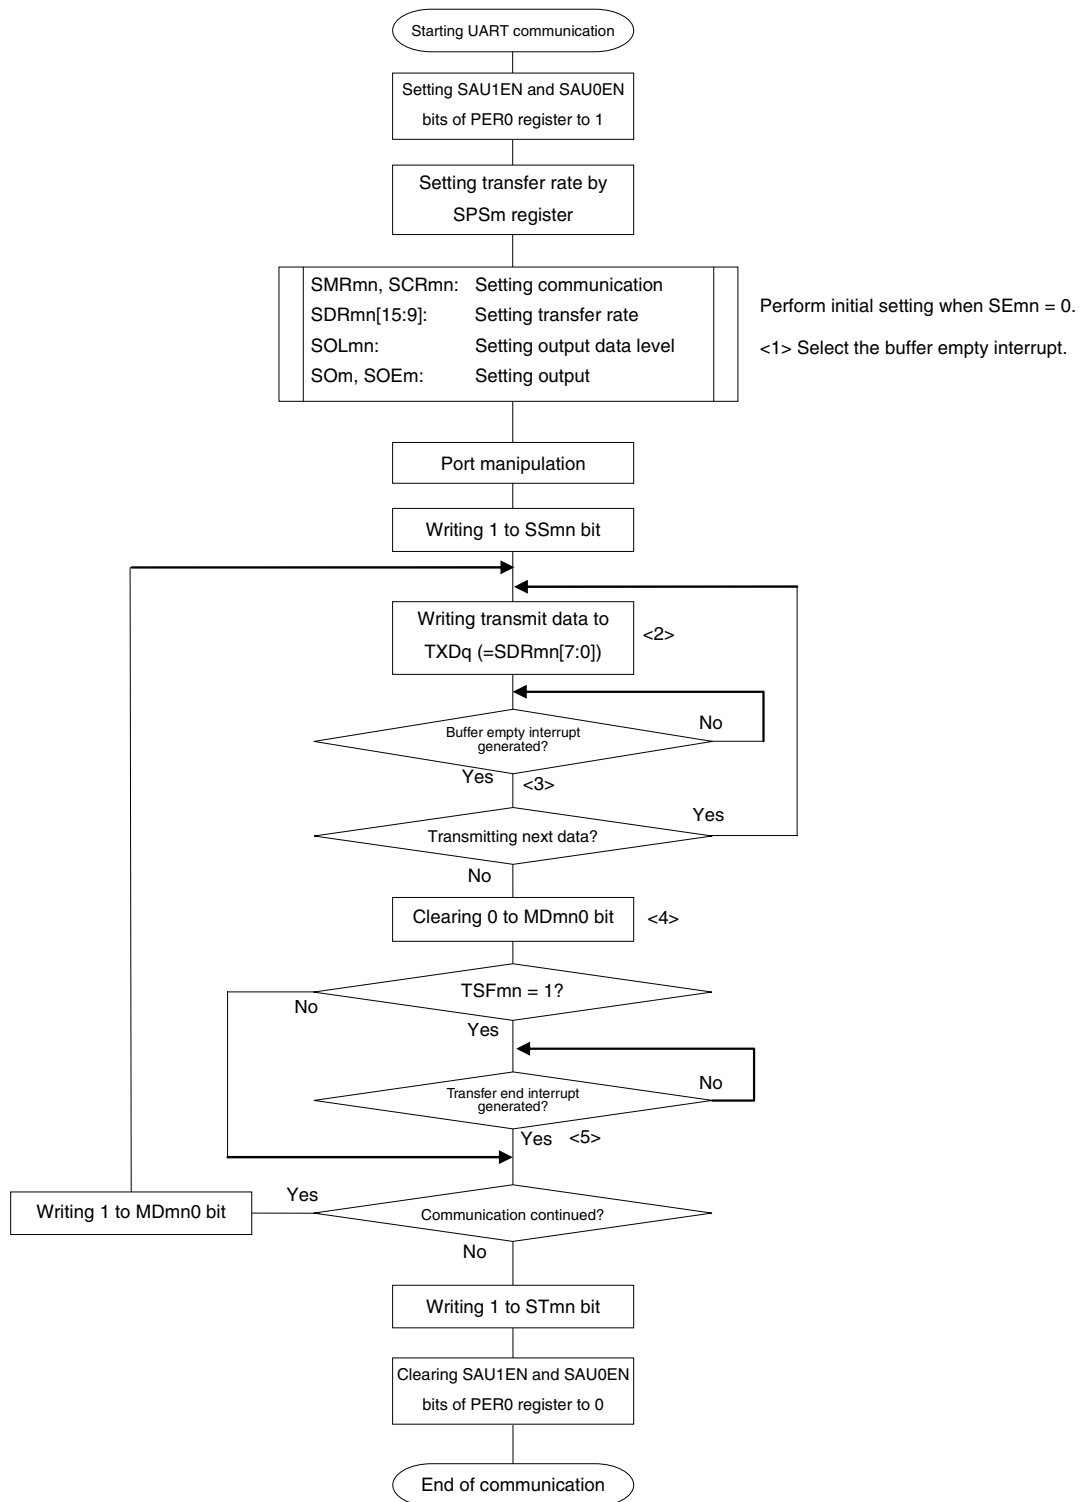 Starting UART communication
Setting SAU1EN and SAU0EN
bits of PER0 register to 1
Setting transfer rate by
SPSm register
SMRmn, SCRmn: Setting communication
SDRmn[15:9]: Setting transfer rate
SOLmn: Setting output data level
SOm, SOEm: Setting output
Perform initial setting when SEmn = 0.
<1> Select the buffer empty interrupt.
Port manipulation
Writing 1 to SSmn bit
Writing transmit data to
TXDq (=SDRmn[7:0])
<2>
No
Buffer empty interrupt
generated?
Yes
<3>
Yes
Transmitting next data?
No
Clearing 0 to MDmn0 bit
<4>
TSFmn = 1?
No
Yes
No
Transfer end interrupt
generated?
Yes <5>
Yes
Writing 1 to MDmn0 bit
Communication continued?
No
Writing 1 to STmn bit
Clearing SAU1EN and SAU0EN
bits of PER0 register to 0
End of communication